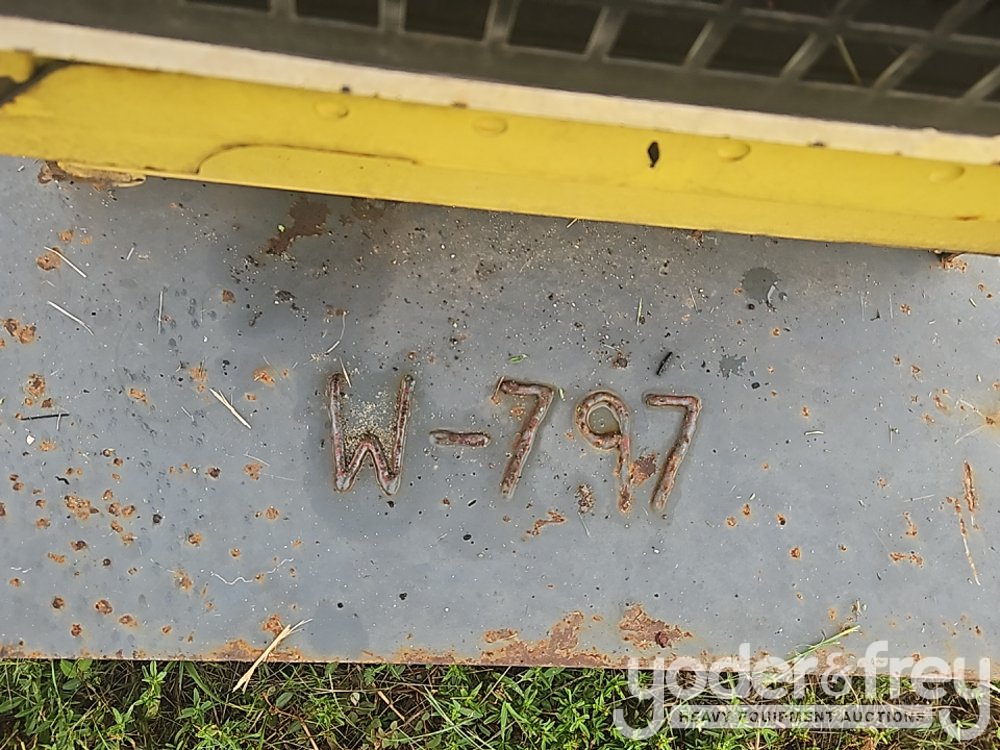 W-797
yoder&frey
HEAVY EQUIPMENT AUCTIONS